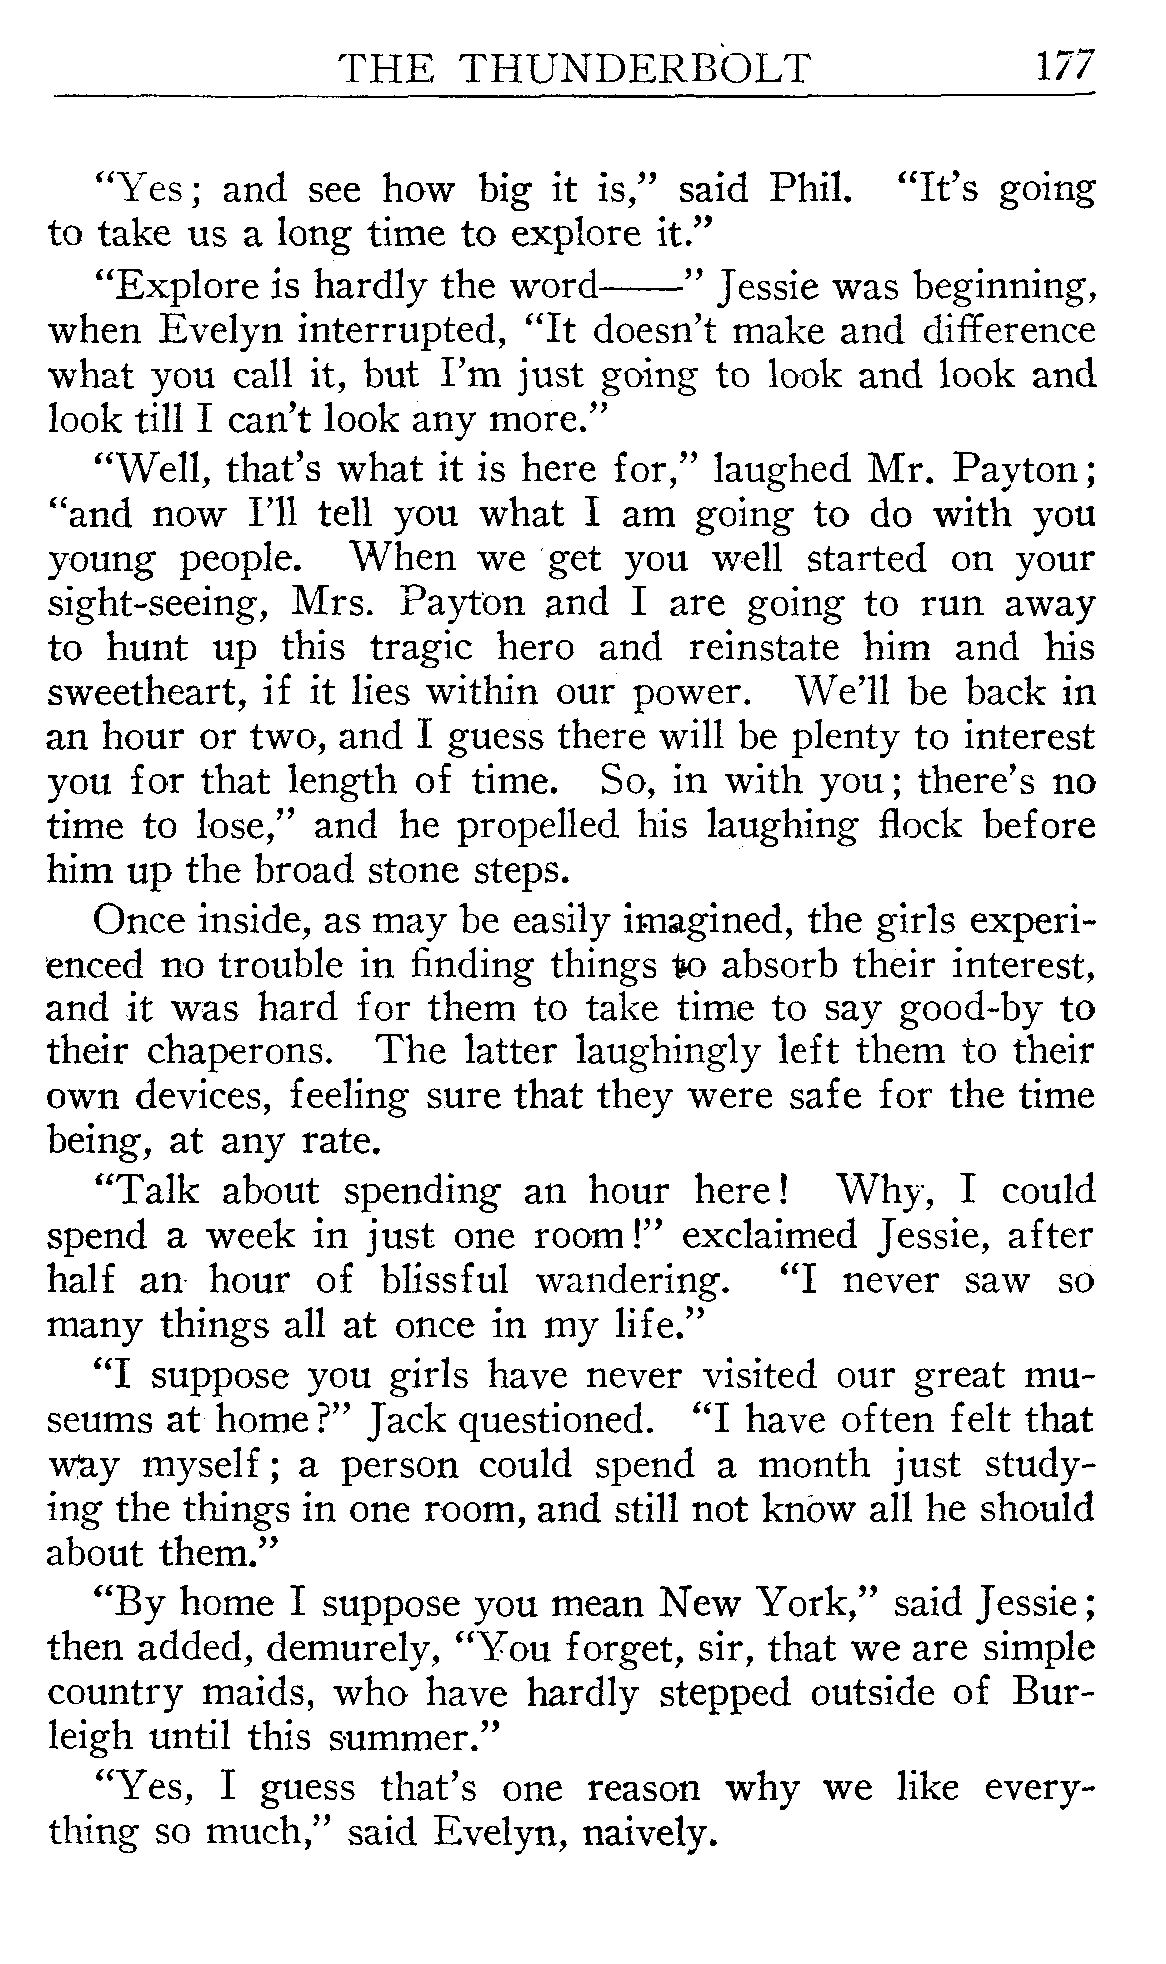 THE THUNDERBOLT 177
"Yes; and see how big it is," said Phil. "It's going
to take us a long time to explore it."
"Explore is hardly the word——" Jessie was beginning,
when Evelyn interrupted, "It doesn't make and difference
what you call it, but I'm just going to look and look and
look till I can't look any more."
"Well, that's what it is here for," laughed Mr. Payton;
"and now I'll tell you what I am going to do with you
young people. When we get you well started on your
sight-seeing, Mrs. Payton and I are going to run away
to hunt up this tragic hero and reinstate him and his
sweetheart, if it lies within our power. We'll be back in
an hour or two, and I guess there will be plenty to interest
you for that length of time. So, in with you; there's no
time to lose," and he propelled his laughing flock before
him up the broad stone steps.
Once inside, as may be easily imagined, the girls experi-
enced no trouble in finding things to absorb their interest,
and it was hard for them to take time to say good-by to
their chaperons. The latter laughingly left them to their
own devices, feeling sure that they were safe for the time
being, at any rate.
"Talk about spending an hour here! Why, I could
spend a week in just one room!" exclaimed Jessie, after
half an hour of blissful wandering. "I never saw so
many things all at once in my life."
"I suppose you girls have never visited our great mu-
seums at home?" Jack questioned. "I have often felt that
way myself; a person could spend a month just study-
ing the things in one room, and still not know all he should
about them."
"By home I suppose you mean New York," said Jessie;
then added, demurely, "You forget, sir, that we are simple
country maids, who have hardly stepped outside of Bur-
leigh until this summer."
"Yes, I guess that's one reason why we like every-
thing so much," said Evelyn, naively.